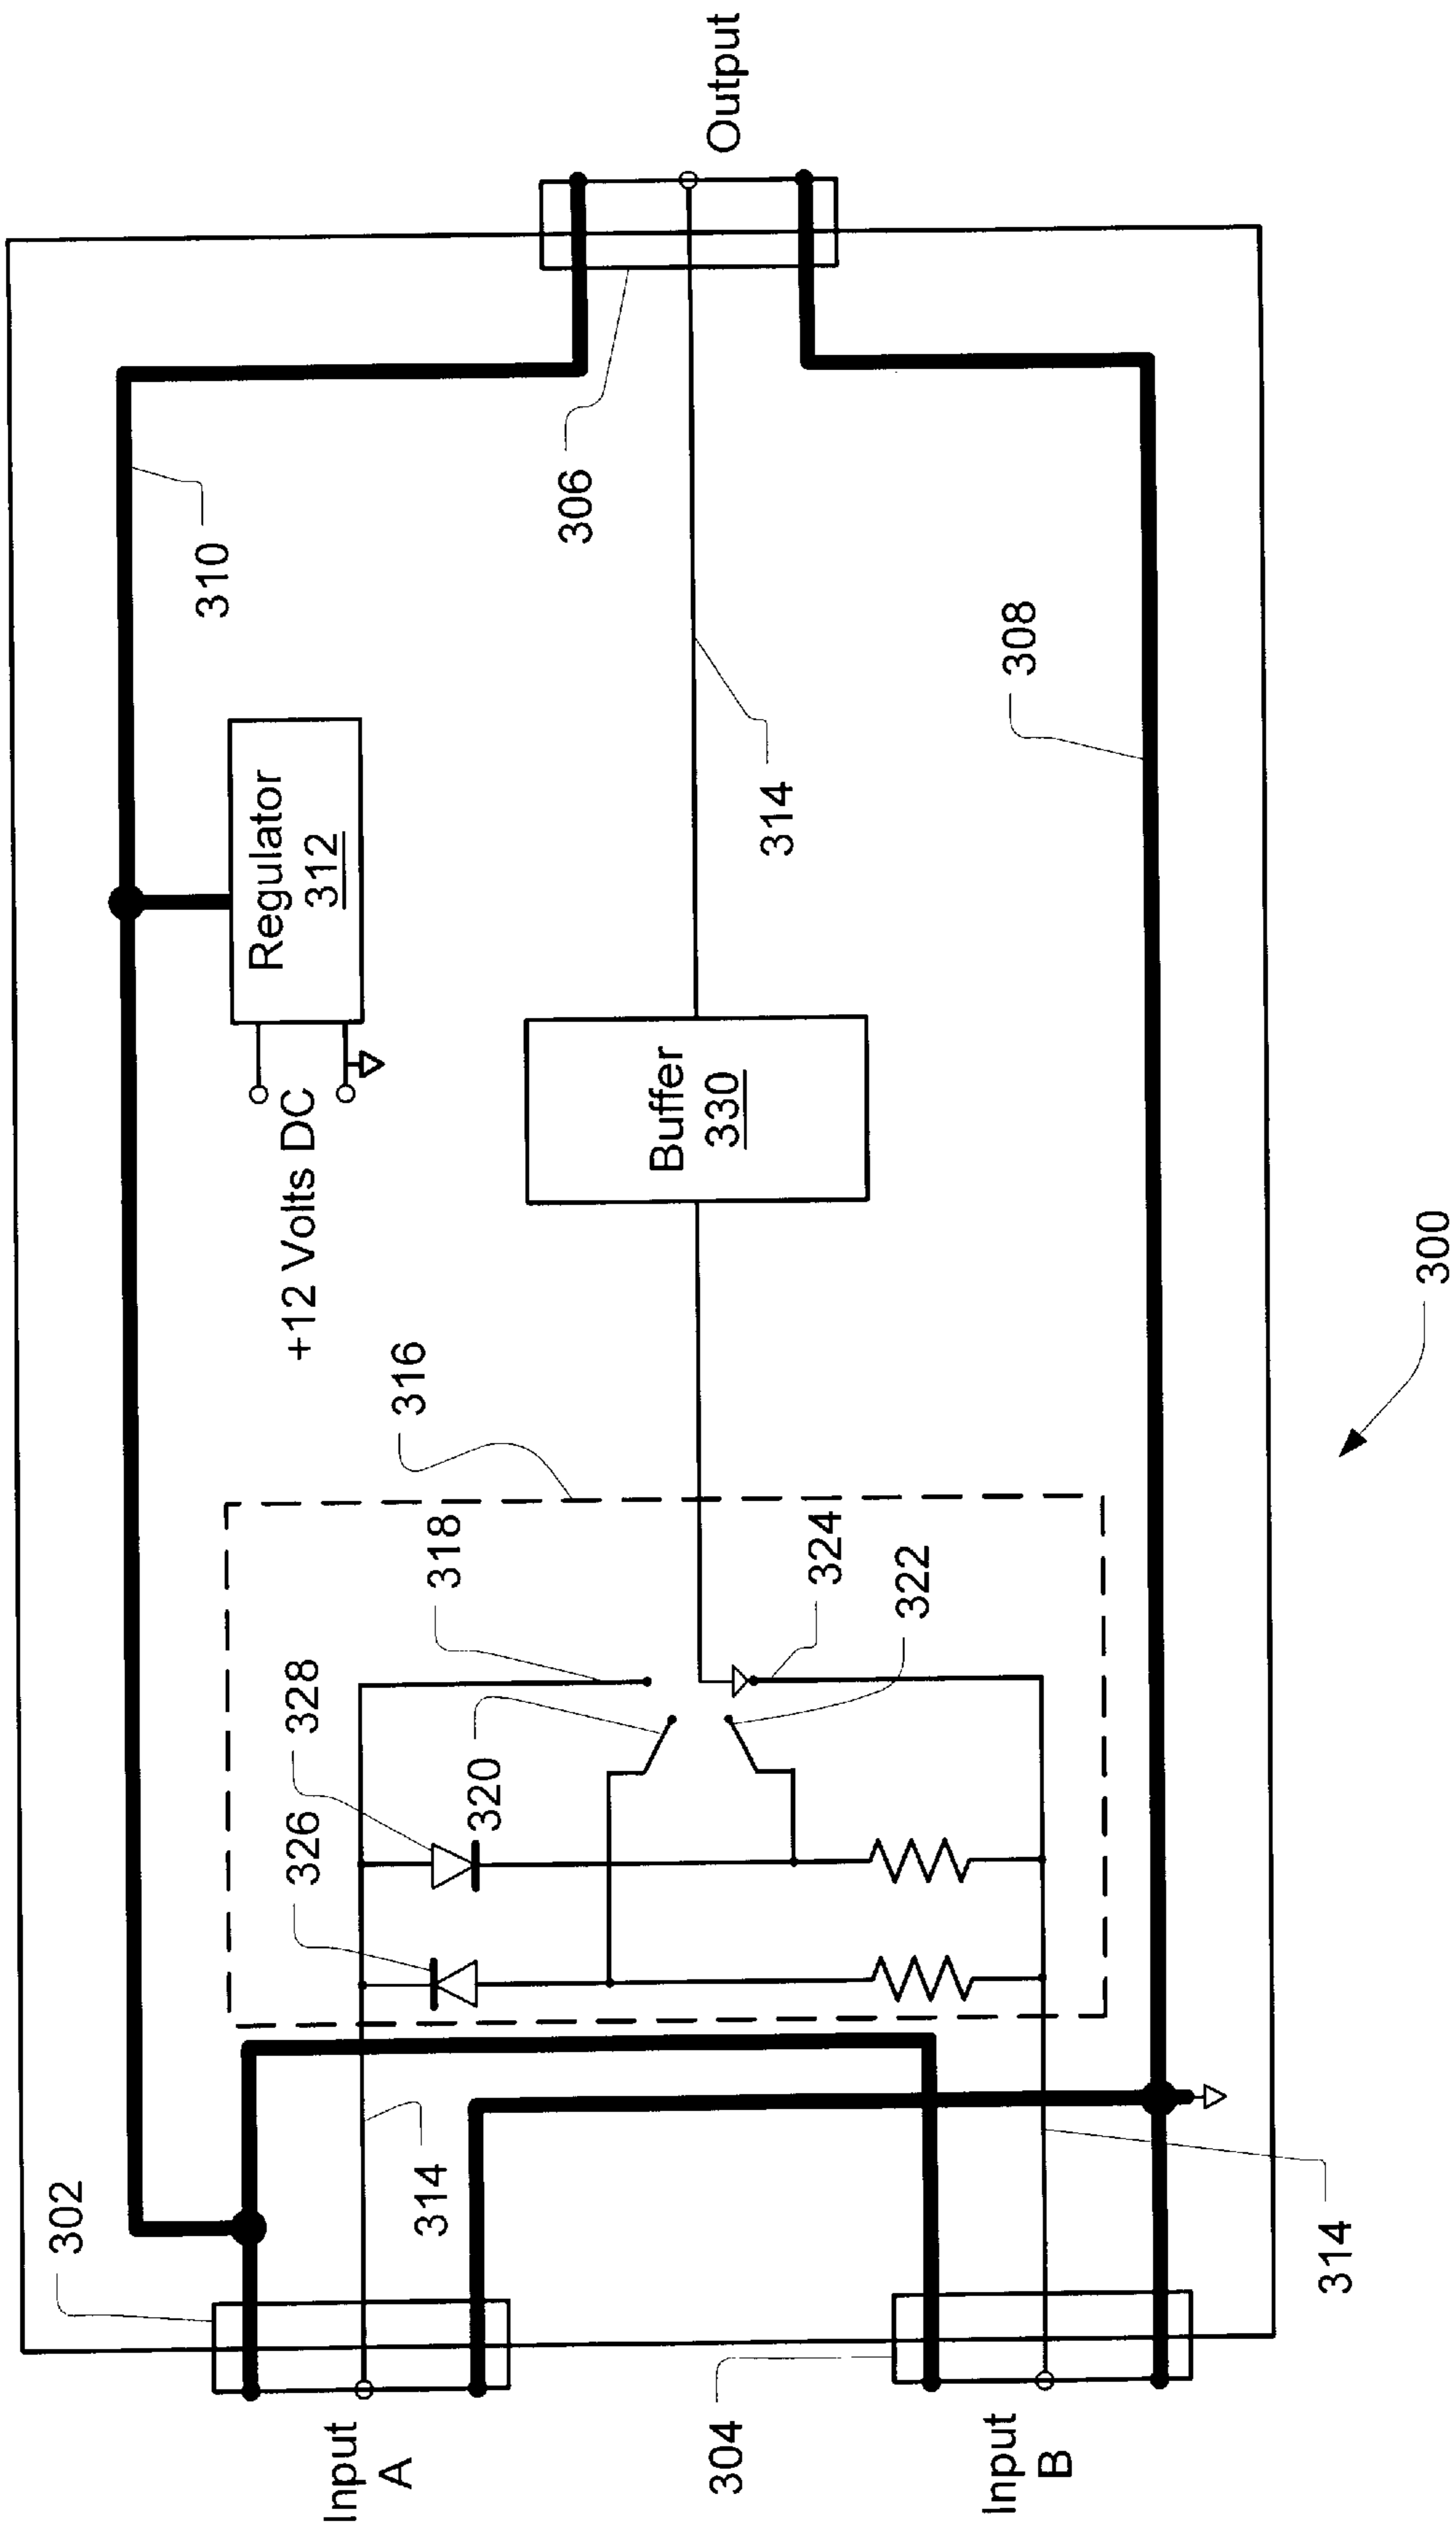 302
Input
A
314
326
328
320
318
316
+12 Volts DC
Regulator
312
310
306
Output
Buffer
330
314
308
324
322
304
Input
B
314
300